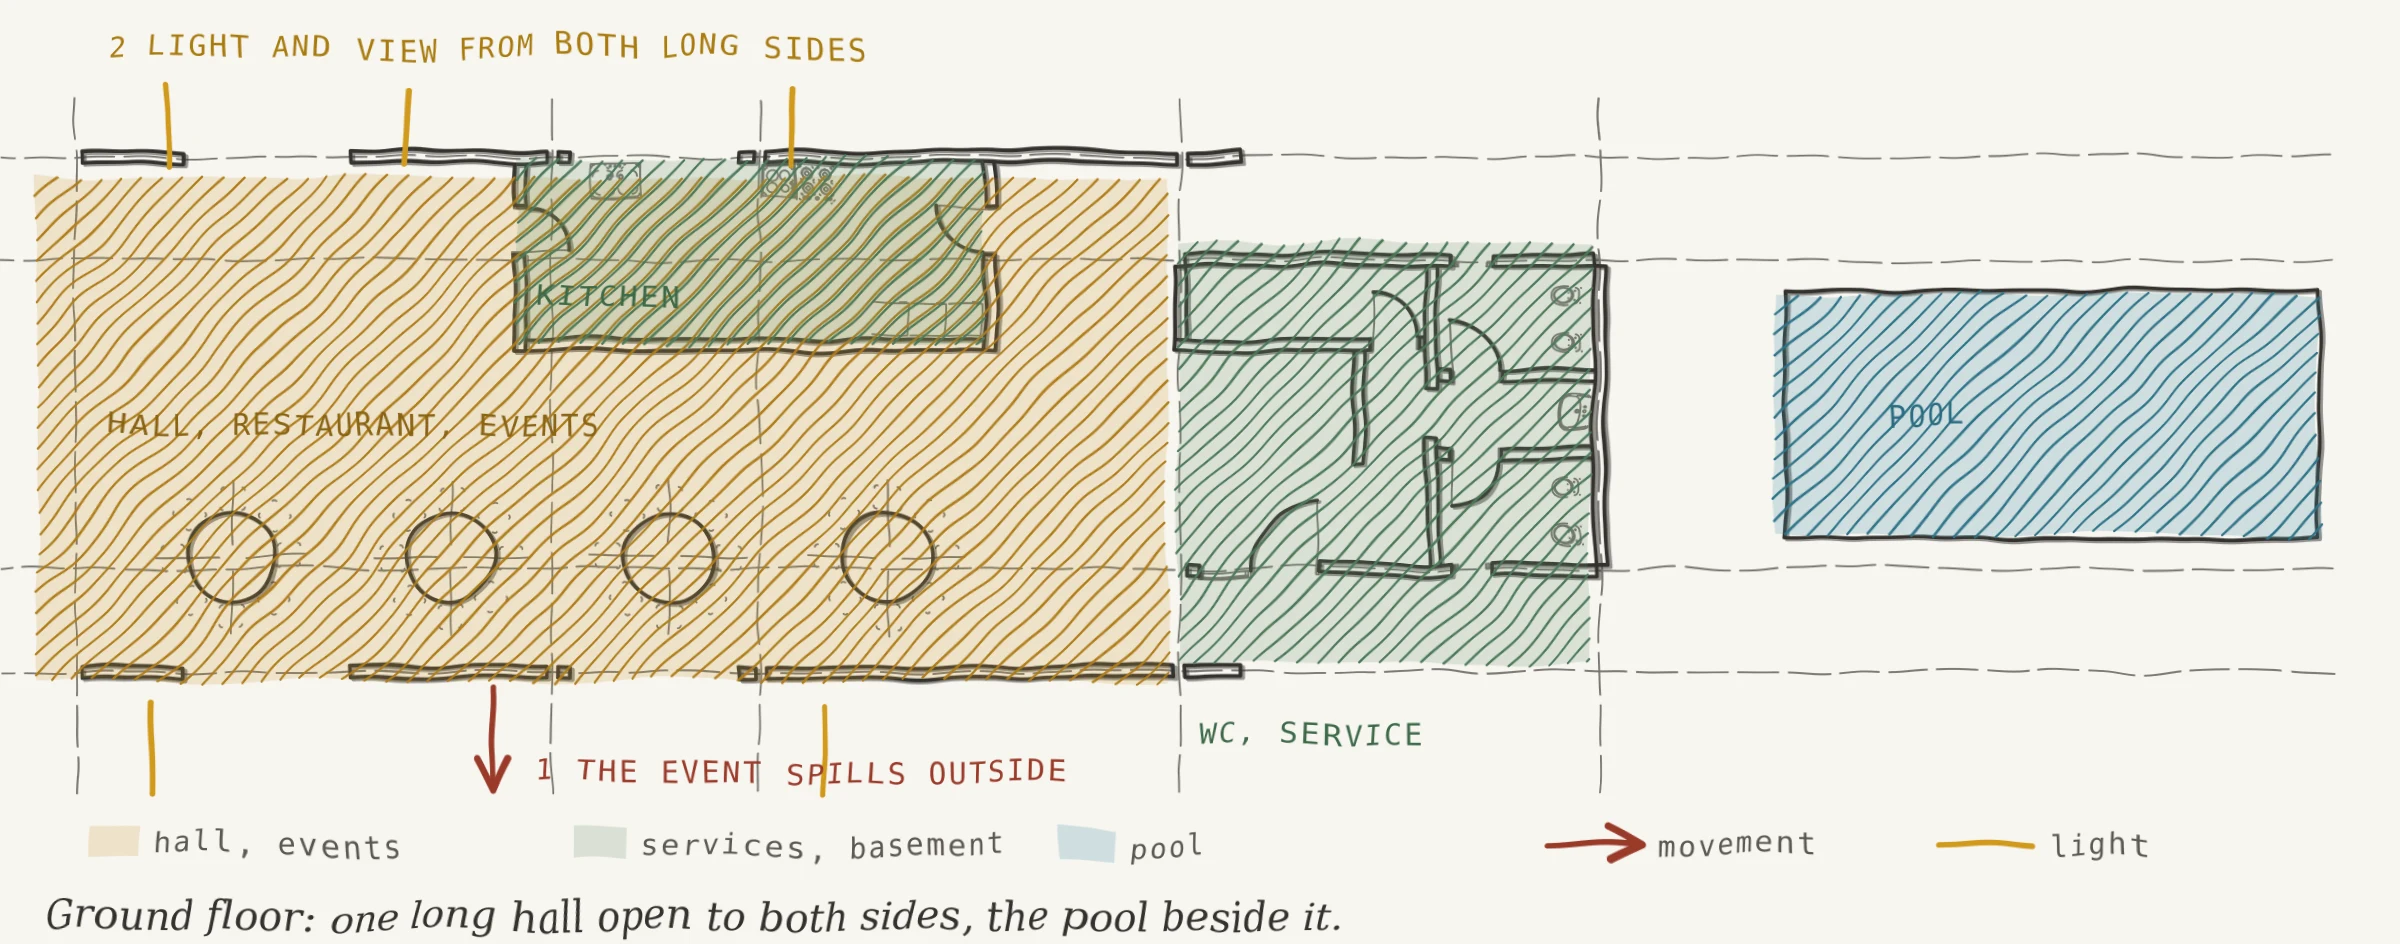 2 LIGHT AND VIEW FROM BOTH LONG SIDES
KITCHEN
HALL, RESTAURANT, EVENTS
POOL
WC, SERVICE
1 THE EVENT SPILLS OUTSIDE
hall, events
services, basement
pool
movement
light
Ground floor: one long hall open to both sides, the pool beside it.